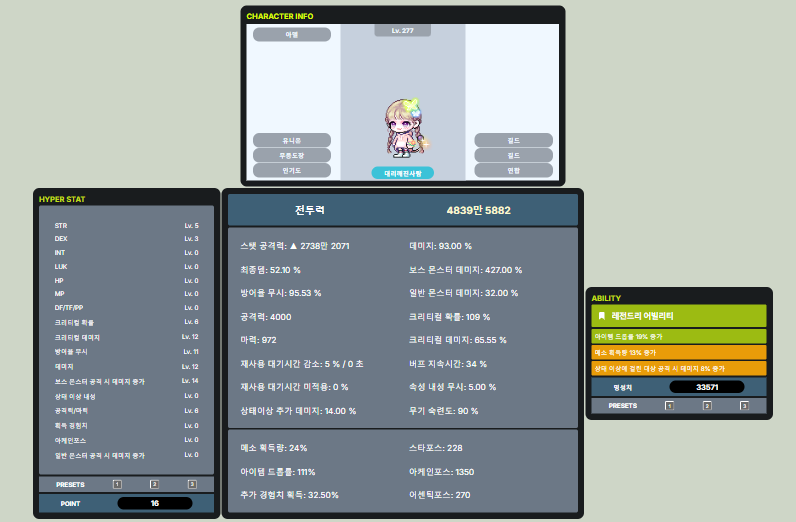 CHARACTER INFO
아델
Lv. 277
유니온
무릉도장
인기도
길드
길드
연합
대리해린사랑
HYPER STAT
STR Lv. 5
DEX Lv. 3
INT Lv. 0
LUK Lv. 0
HP Lv. 0
MP Lv. 0
DF/TF/PP Lv. 0
크리티컬 확률 Lv. 6
크리티컬 데미지 Lv. 12
방어율 무시 Lv. 11
데미지 Lv. 12
보스 몬스터 공격 시 데미지 증가 Lv. 14
상태 이상 내성 Lv. 0
공격력/마력 Lv. 6
획득 경험치 Lv. 0
아케인포스 Lv. 0
일반 몬스터 공격 시 데미지 증가 Lv. 0
PRESETS 1 2 3
POINT 16
전투력 4839만 5882
스탯 공격력: ▲ 2738만 2071 데미지: 93.00 %
최종뎀: 52.10 % 보스 몬스터 데미지: 427.00 %
방어율 무시: 95.53 % 일반 몬스터 데미지: 32.00 %
공격력: 4000 크리티컬 확률: 109 %
마력: 972 크리티컬 데미지: 65.55 %
재사용 대기시간 감소: 5 % / 0 초 버프 지속시간: 34 %
재사용 대기시간 미적용: 0 % 속성 내성 무시: 5.00 %
상태이상 추가 데미지: 14.00 % 무기 숙련도: 90 %
메소 획득량: 24% 스타포스: 228
아이템 드롭률: 111% 아케인포스: 1350
추가 경험치 획득: 32.50% 어센틱포스: 270
ABILITY
레전드리 어빌리티
아이템 드롭률 19% 증가
메소 획득량 13% 증가
상태 이상에 걸린 대상 공격 시 데미지 8% 증가
명성치 33571
PRESETS 1 2 3